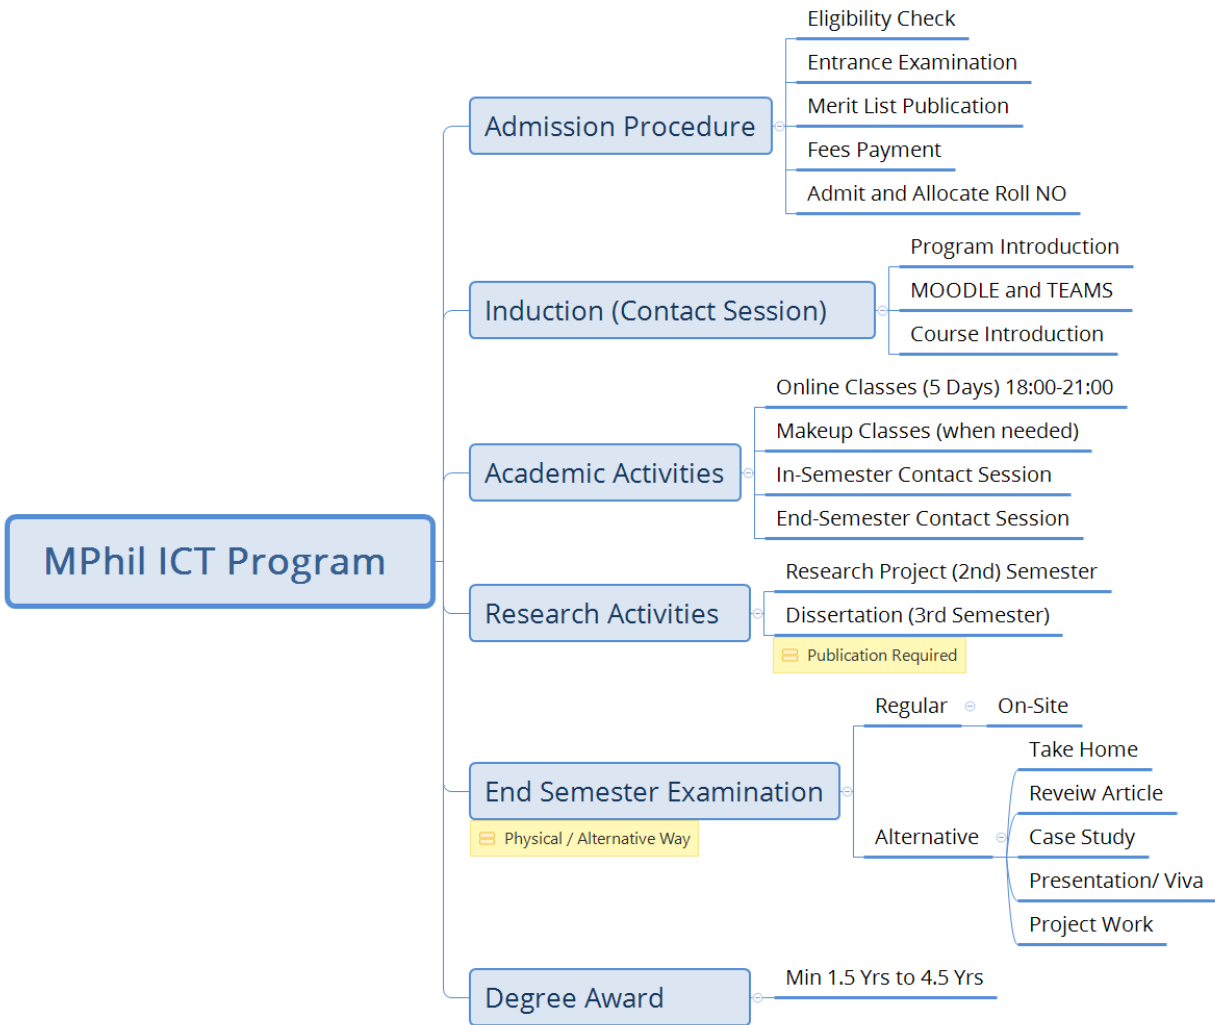 MPhil ICT Program
Admission Procedure
Eligibility Check
Entrance Examination
Merit List Publication
Fees Payment
Admit and Allocate Roll NO
Induction (Contact Session)
Program Introduction
MOODLE and TEAMS
Course Introduction
Academic Activities
Online Classes (5 Days) 18:00-21:00
Makeup Classes (when needed)
In-Semester Contact Session
End-Semester Contact Session
Research Activities
Research Project (2nd) Semester
Dissertation (3rd Semester)
Publication Required
End Semester Examination
Physical / Alternative Way
Regular
On-Site
Alternative
Take Home
Reveiw Article
Case Study
Presentation/ Viva
Project Work
Degree Award
Min 1.5 Yrs to 4.5 Yrs